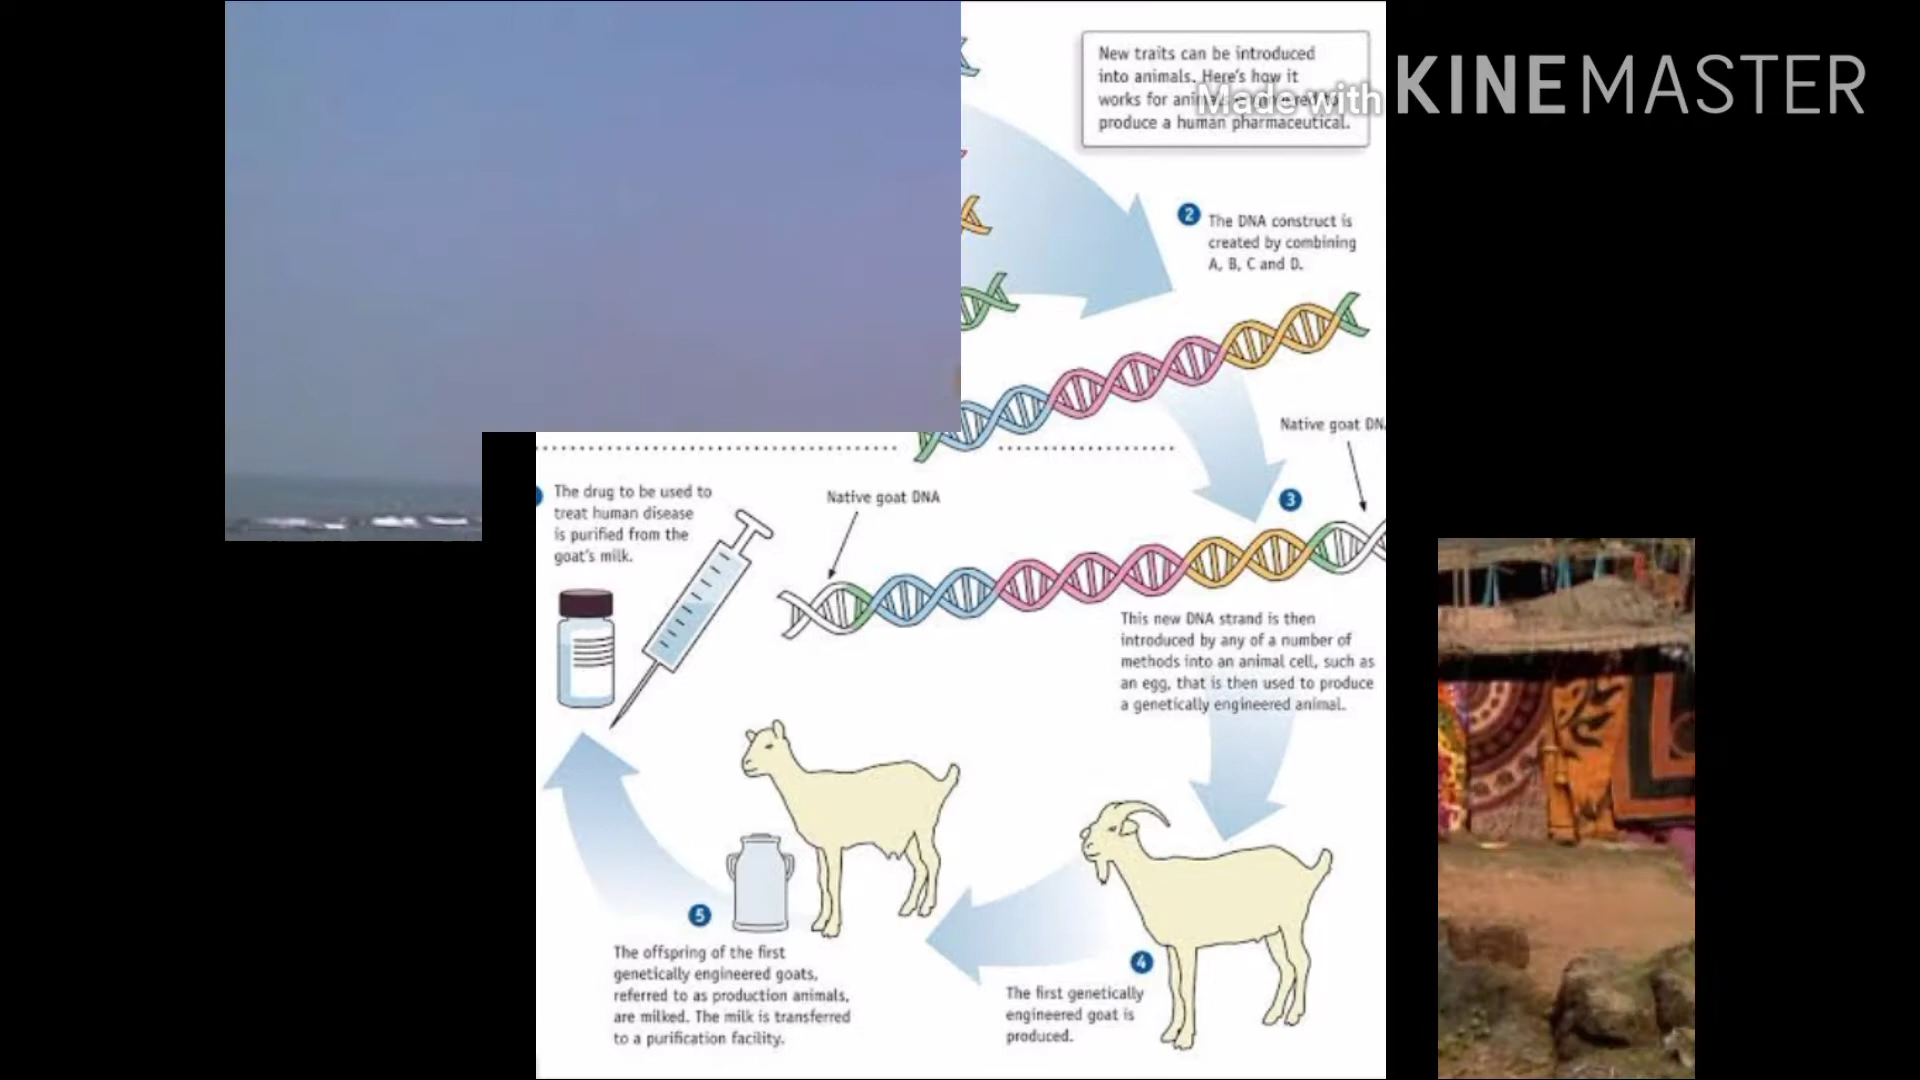 New traits can be introduced
into animals. Here's how it
works for
produce a human pharmaceutical.
Made with KINEMASTER
2
The DNA construct is
created by combining
A, B, C and D.
Native goat
The drug to be used to
treat human disease
is purified from the
goat's milk.
Native goat DNA
3
This new DNA strand is then
introduced by any of a number of
methods into an animal cell, such as
an egg, that is then used to produce
a genetically engineered animal.
5
The offspring of the first
genetically engineered goats,
referred to as production animals,
are milked. The milk is transferred
to a purification facility.
4
The first genetically
engineered goat is
produced.